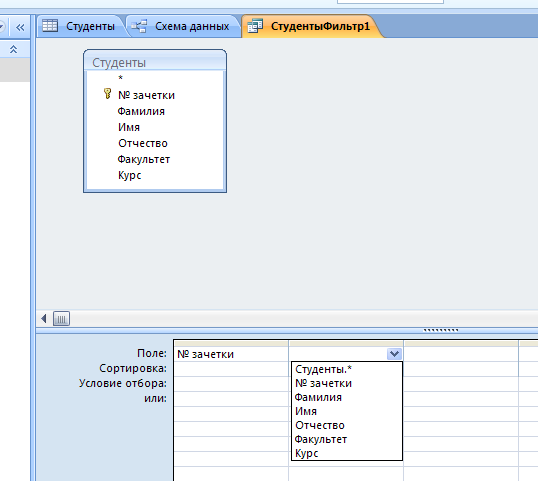 Студенты
Схема данных
СтудентыФильтр1
Студенты
*
№ зачетки
Фамилия
Имя
Отчество
Факультет
Курс
Поле: № зачетки
Сортировка:
Условие отбора:
или:
Студенты.*
№ зачетки
Фамилия
Имя
Отчество
Факультет
Курс